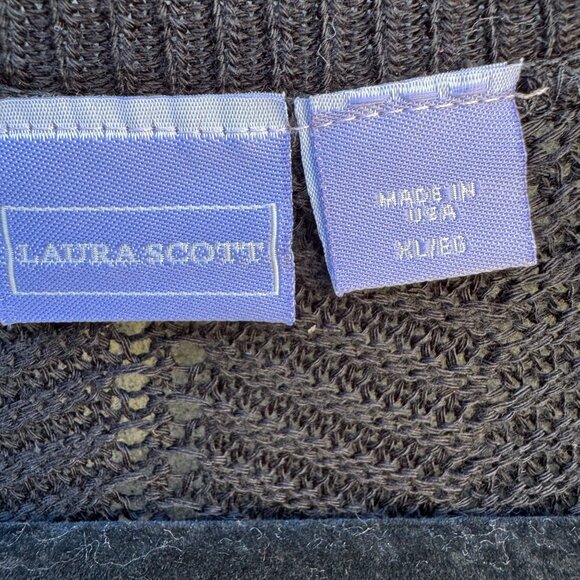 LAURA SCOTT
MADE IN
USA
XL/EG